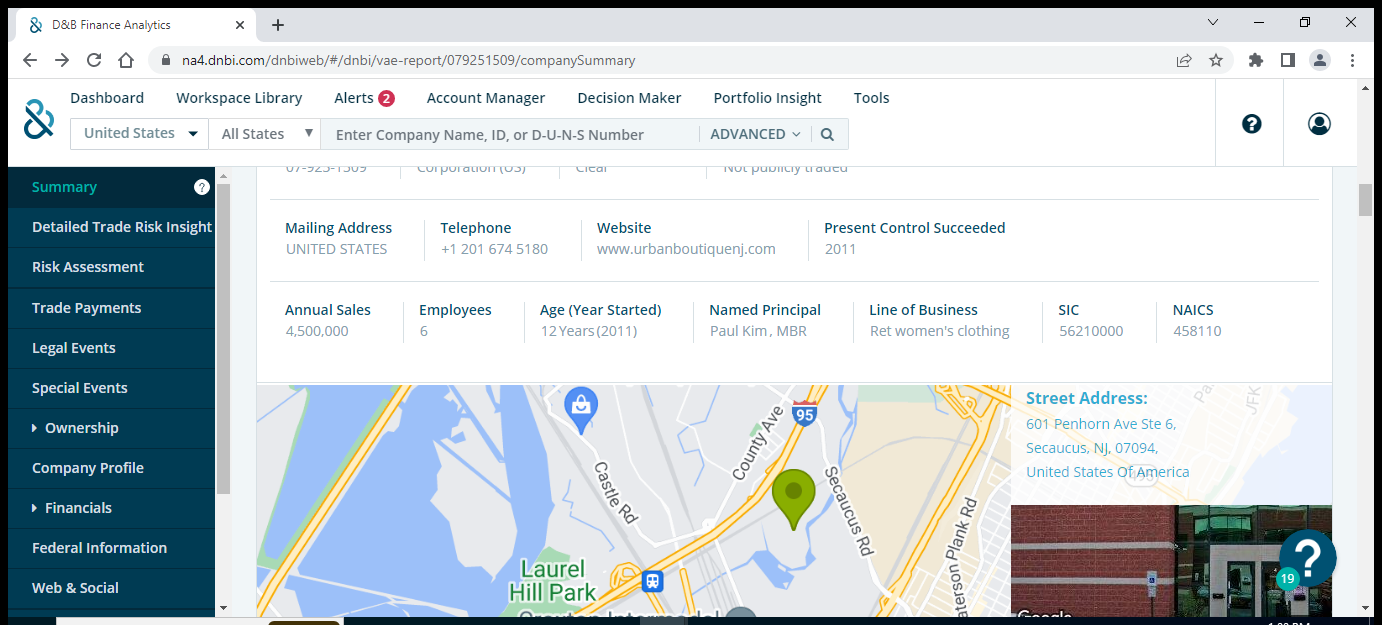 D&B Finance Analytics
na4.dnbi.com/dnbiweb/#/dnbi/vae-report/079251509/companySummary
Dashboard Workspace Library Alerts 2 Account Manager Decision Maker Portfolio Insight Tools
United States All States Enter Company Name, ID, or D-U-N-S Number ADVANCED
07-925-1509 Corporation (US) Clear Not publicly traded
Summary ?
Detailed Trade Risk Insight
Risk Assessment
Trade Payments
Legal Events
Special Events
Ownership
Company Profile
Financials
Federal Information
Web & Social
Mailing Address Telephone Website Present Control Succeeded
UNITED STATES +1 201 674 5180 www.urbanboutiquenj.com 2011
Annual Sales Employees Age (Year Started) Named Principal Line of Business SIC NAICS
4,500,000 6 12 Years (2011) Paul Kim , MBR Ret women's clothing 56210000 458110
95
County Ave
Castle Rd
Secaucus Rd
Paterson Plank Rd
Laurel
Hill Park
JFK
Street Address:
601 Penhorn Ave Ste 6,
Secaucus, NJ, 07094,
United States Of America
Google
?
19